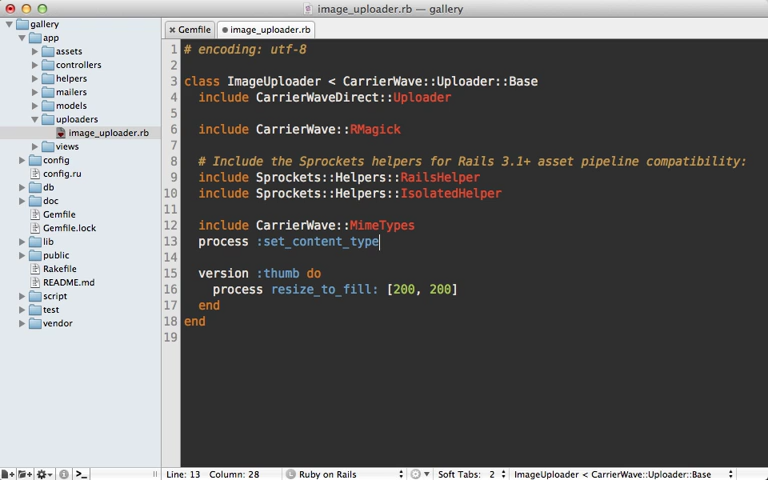 image_uploader.rb — gallery
gallery
app
assets
controllers
helpers
mailers
models
uploaders
image_uploader.rb
views
config
config.ru
db
doc
Gemfile
Gemfile.lock
lib
public
Rakefile
README.md
script
test
vendor
Gemfile
image_uploader.rb
1 # encoding: utf-8
2
3 class ImageUploader < CarrierWave::Uploader::Base
4 include CarrierWaveDirect::Uploader
5
6 include CarrierWave::RMagick
7
8 # Include the Sprockets helpers for Rails 3.1+ asset pipeline compatibility:
9 include Sprockets::Helpers::RailsHelper
10 include Sprockets::Helpers::IsolatedHelper
11
12 include CarrierWave::MimeTypes
13 process :set_content_type
14
15 version :thumb do
16 process resize_to_fill: [200, 200]
17 end
18 end
19
Line: 13 Column: 28 Ruby on Rails Soft Tabs: 2 ImageUploader < CarrierWave::Uploader::Base